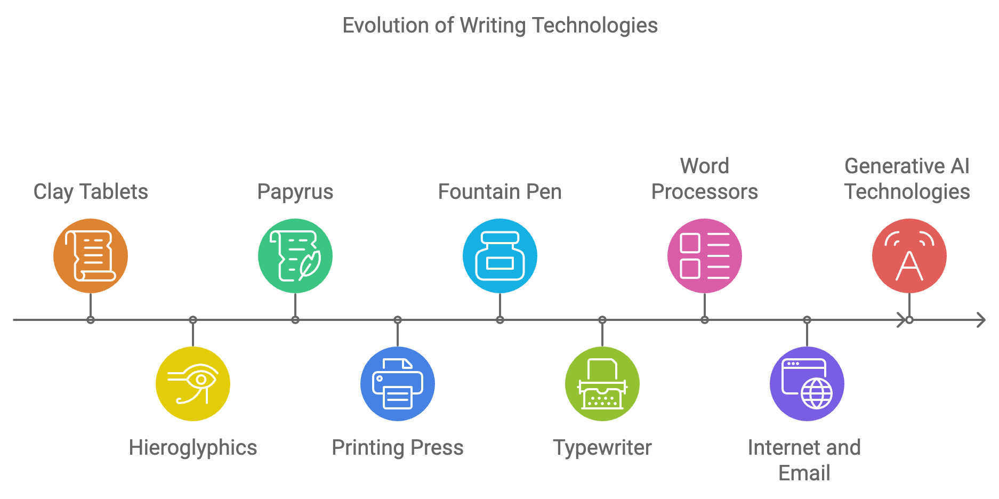 Evolution of Writing Technologies
Clay Tablets
Hieroglyphics
Papyrus
Printing Press
Fountain Pen
Typewriter
Word
Processors
Internet and
Email
Generative AI
Technologies
A